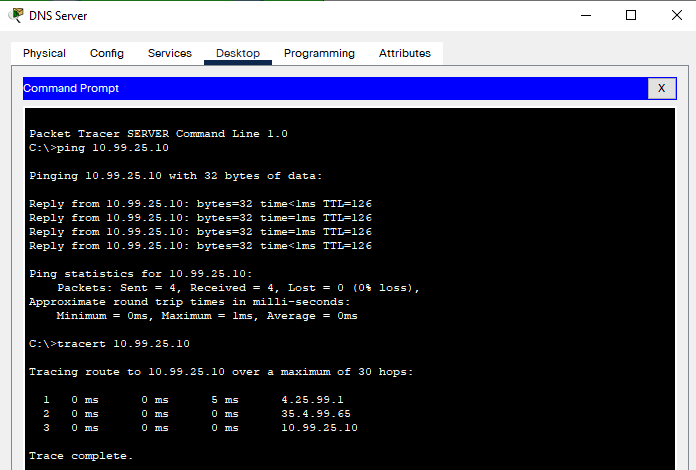 DNS Server
Physical Config Services Desktop Programming Attributes
Command Prompt X
Packet Tracer SERVER Command Line 1.0
C:\>ping 10.99.25.10
Pinging 10.99.25.10 with 32 bytes of data:
Reply from 10.99.25.10: bytes=32 time<1ms TTL=126
Reply from 10.99.25.10: bytes=32 time=1ms TTL=126
Reply from 10.99.25.10: bytes=32 time=1ms TTL=126
Reply from 10.99.25.10: bytes=32 time<1ms TTL=126
Ping statistics for 10.99.25.10:
Packets: Sent = 4, Received = 4, Lost = 0 (0% loss),
Approximate round trip times in milli-seconds:
Minimum = 0ms, Maximum = 1ms, Average = 0ms
C:\>tracert 10.99.25.10
Tracing route to 10.99.25.10 over a maximum of 30 hops:
1 0 ms 0 ms 5 ms 4.25.99.1
2 0 ms 0 ms 0 ms 35.4.99.65
3 0 ms 0 ms 0 ms 10.99.25.10
Trace complete.